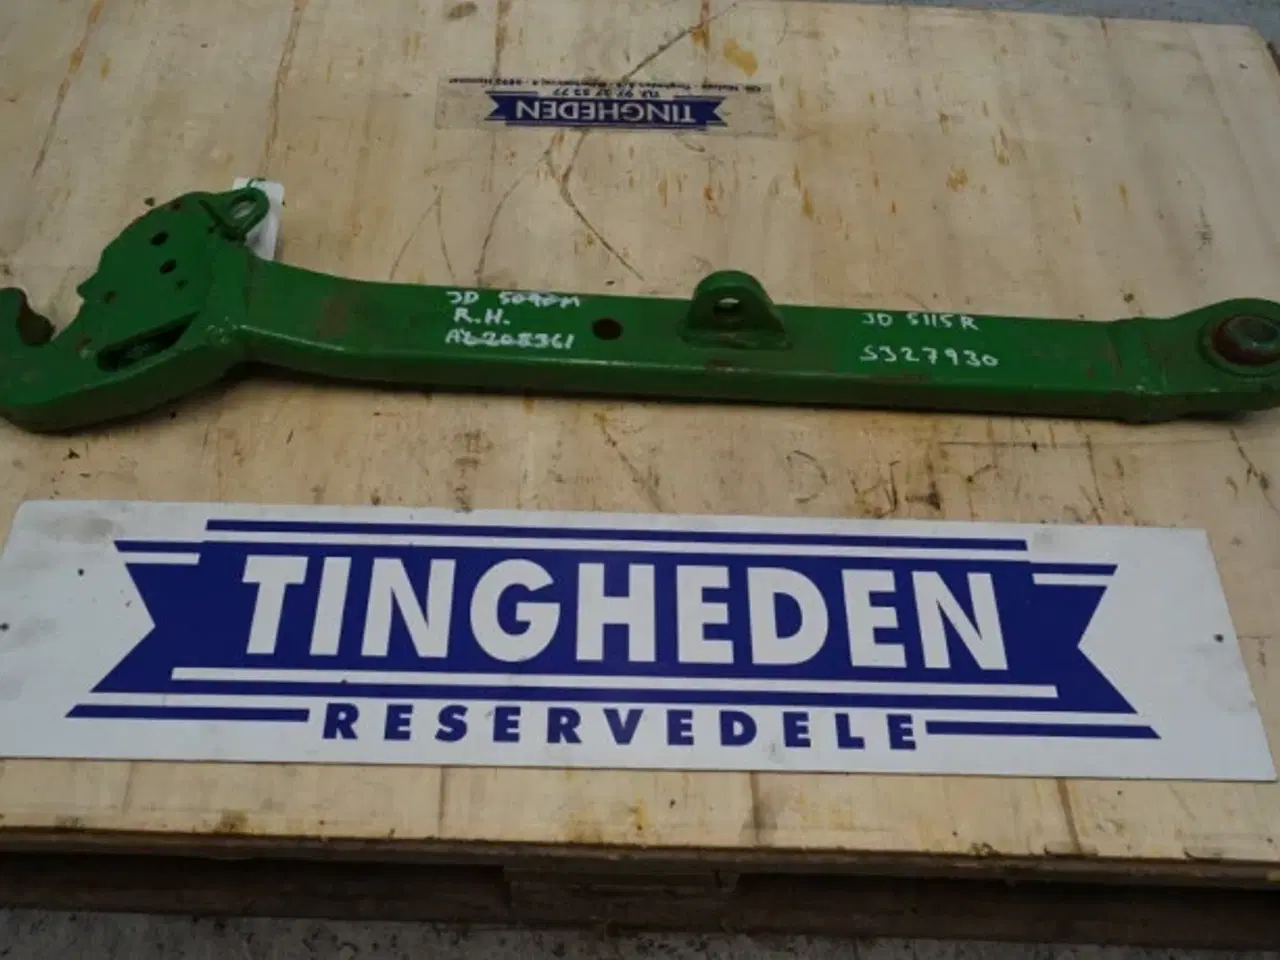 TINGHEDEN
JD 5090M
R.H.
AL208361
JD 5115R
S327930
TINGHEDEN
RESERVEDELE